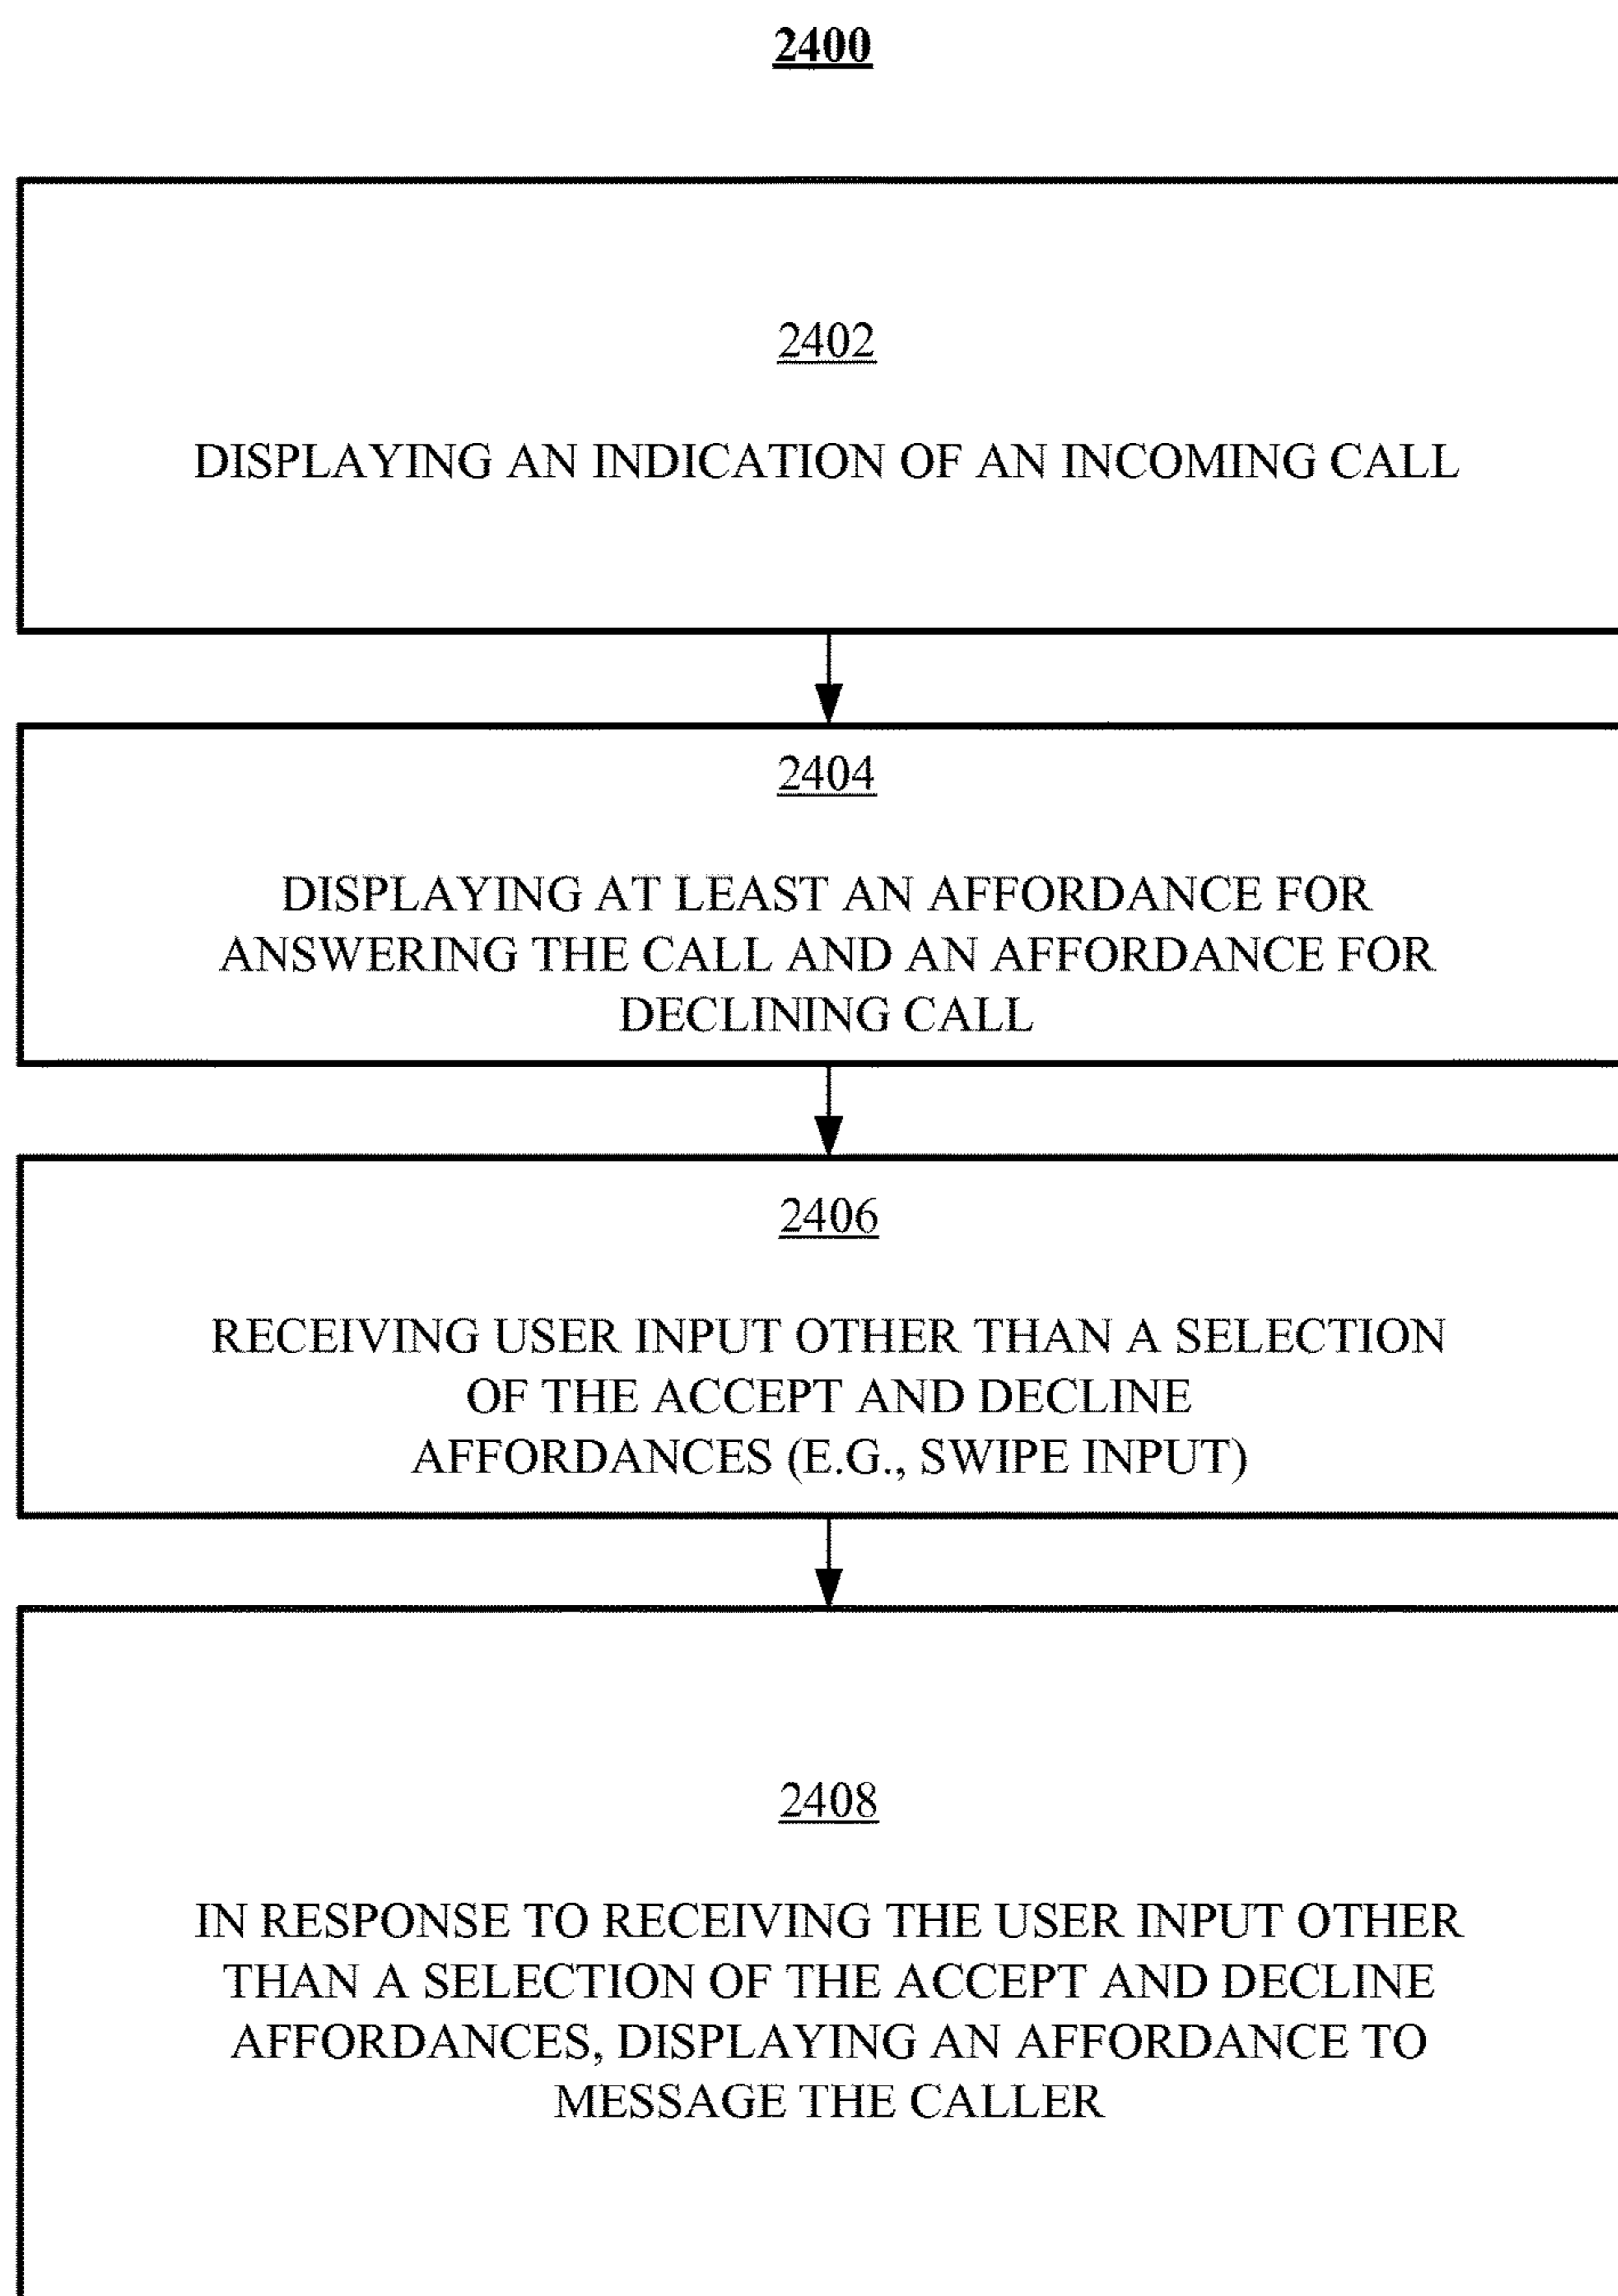 2400
2402
DISPLAYING AN INDICATION OF AN INCOMING CALL
2404
DISPLAYING AT LEAST AN AFFORDANCE FOR
ANSWERING THE CALL AND AN AFFORDANCE FOR
DECLINING CALL
2406
RECEIVING USER INPUT OTHER THAN A SELECTION
OF THE ACCEPT AND DECLINE
AFFORDANCES (E.G., SWIPE INPUT)
2408
IN RESPONSE TO RECEIVING THE USER INPUT OTHER
THAN A SELECTION OF THE ACCEPT AND DECLINE
AFFORDANCES, DISPLAYING AN AFFORDANCE TO
MESSAGE THE CALLER